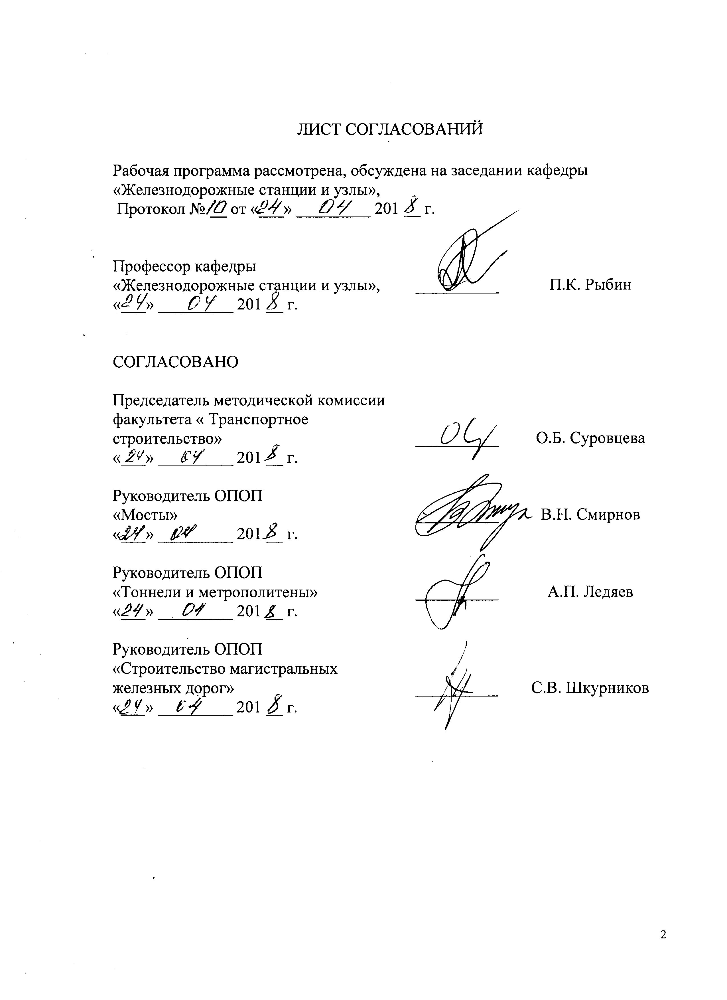 ЛИСТ СОГЛАСОВАНИЙ
Рабочая программа рассмотрена, обсуждена на заседании кафедры
«Железнодорожные станции и узлы»,
Протокол №10 от «24» 04 2018 г.
Профессор кафедры
«Железнодорожные станции и узлы», П.К. Рыбин
«24» 04 2018 г.
СОГЛАСОВАНО
Председатель методической комиссии
факультета « Транспортное
строительство» О.Б. Суровцева
«24» 04 2018 г.
Руководитель ОПОП
«Мосты» В.Н. Смирнов
«24» 04 2018 г.
Руководитель ОПОП
«Тоннели и метрополитены» А.П. Ледяев
«24» 04 2018 г.
Руководитель ОПОП
«Строительство магистральных
железных дорог» С.В. Шкурников
«24» 04 2018 г.
2